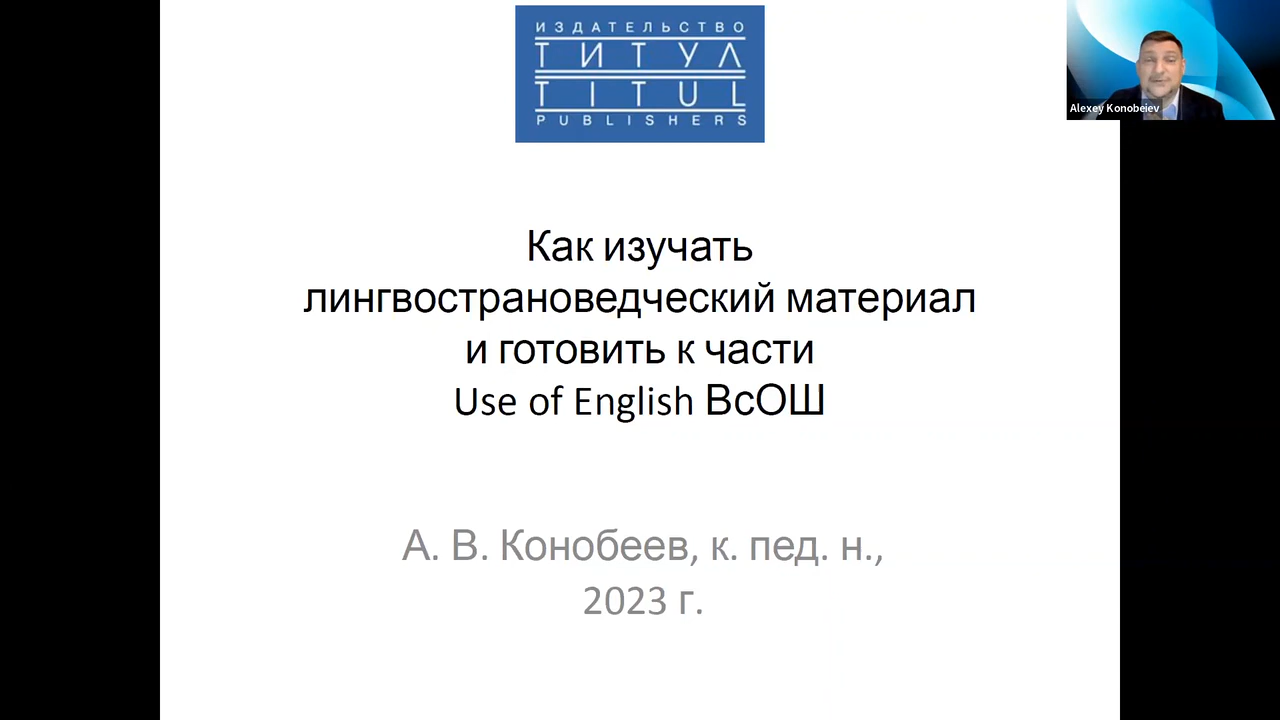 ИЗДАТЕЛЬСТВО
ТИТУЛ
TITUL
PUBLISHERS
Alexey Konobeiev
Как изучать
лингвострановедческий материал
и готовить к части
Use of English ВсОШ
А. В. Конобеев, к. пед. н.,
2023 г.